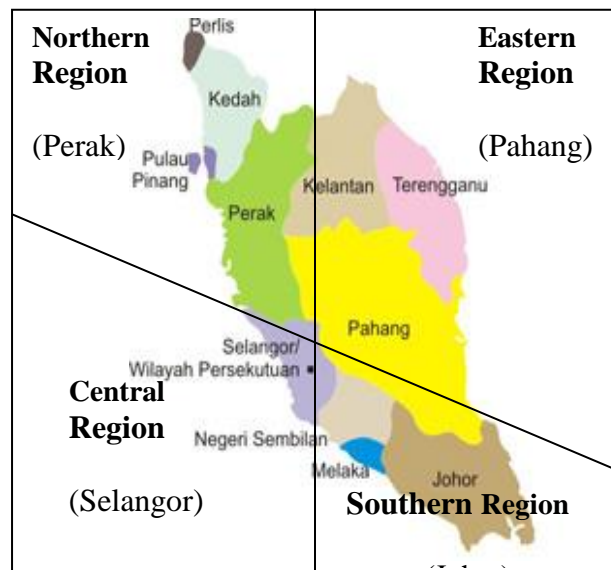 Northern
Region
(Perak)
Eastern
Region
(Pahang)
Perlis
Kedah
Pulau
Pinang
Perak
Kelantan
Terengganu
Pahang
Selangor/
Wilayah Persekutuan
Central
Region
(Selangor)
Negeri Sembilan
Melaka
Johor
Southern Region